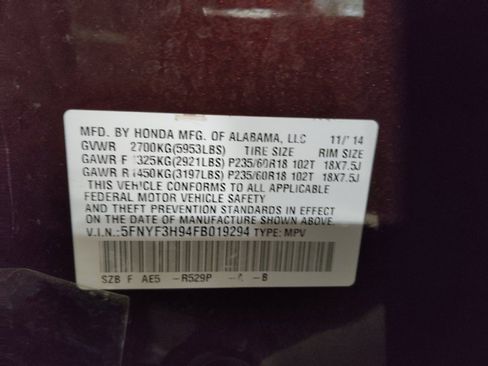 MFD. BY HONDA MFG. OF ALABAMA, LLC 11/14
GVWR 2700KG(5953LBS) TIRE SIZE RIM SIZE
GAWR F 1325KG(2921LBS) P235/60R18 102T 18X7.5J
GAWR R 1450KG(3197LBS) P235/60R18 102T 18X7.5J
THIS VEHICLE CONFORMS TO ALL APPLICABLE
FEDERAL MOTOR VEHICLE SAFETY
AND THEFT PREVENTION STANDARDS IN EFFECT
ON THE DATE OF MANUFACTURE SHOWN ABOVE.
V.I.N.: 5FNYF3H94FB019294 TYPE: MPV
SZB F AE5 -R529P - -B